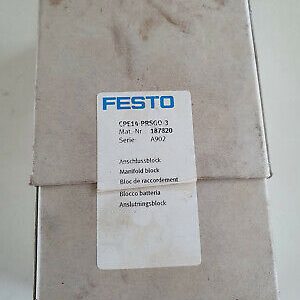 FESTO
CPE14-PRSGO-3
Mat.-Nr. 187820
Serie: A902
Anschlussblock
Manifold block
Bloc de raccordement
Blocco batteria
Anslutningsblock